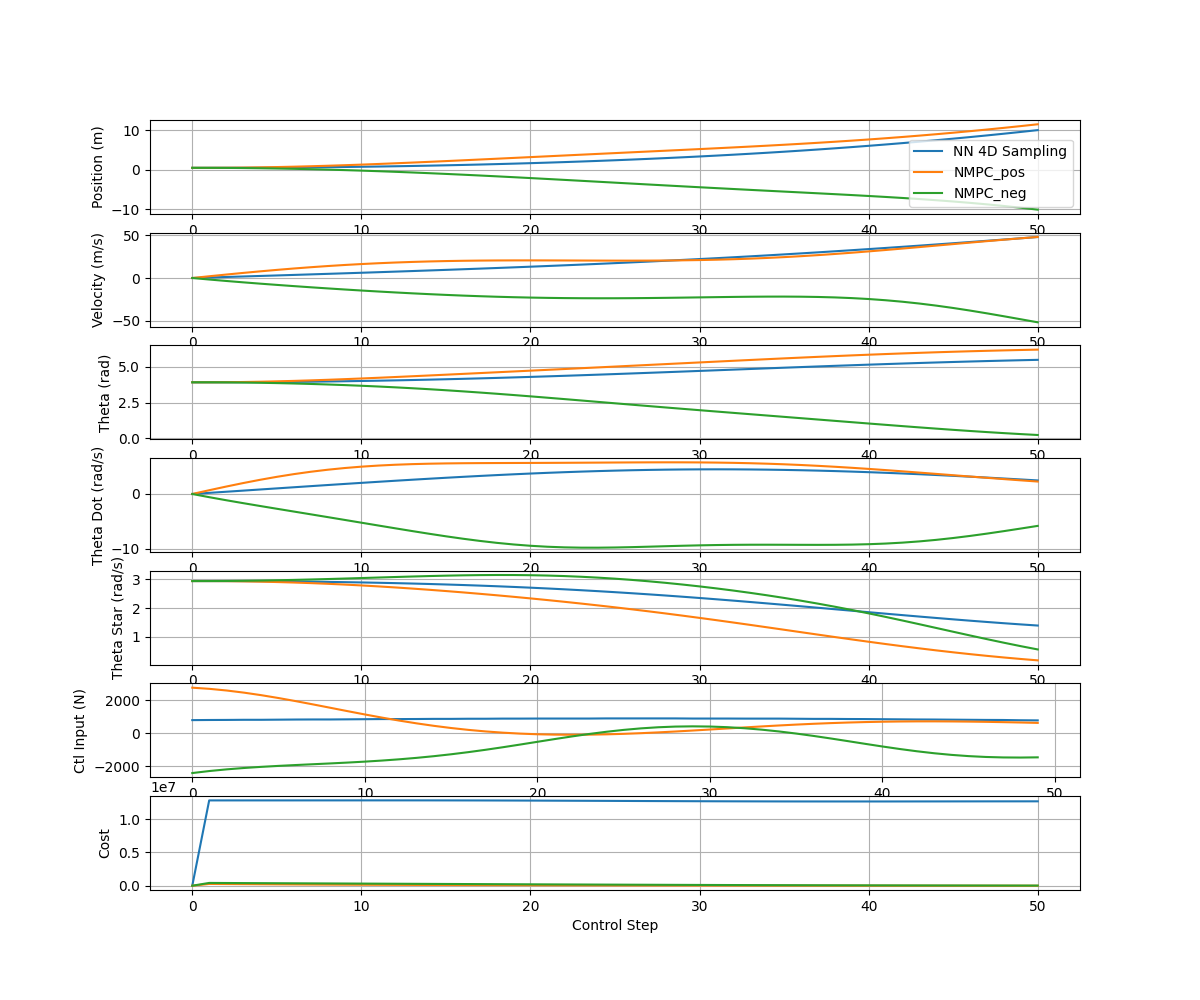 Position (m)
10
0
−10
NN 4D Sampling
NMPC_pos
NMPC_neg
0 10 20 30 40 50
Velocity (m/s)
50
0
−50
0 10 20 30 40 50
Theta (rad)
5.0
2.5
0.0
0 10 20 30 40 50
Theta Dot (rad/s)
0
−10
0 10 20 30 40 50
Theta Star (rad/s)
3
2
1
0 10 20 30 40 50
Ctl Input (N)
2000
0
−2000
0 10 20 30 40 50
1e7
Cost
1.0
0.5
0.0
0 10 20 30 40 50
Control Step